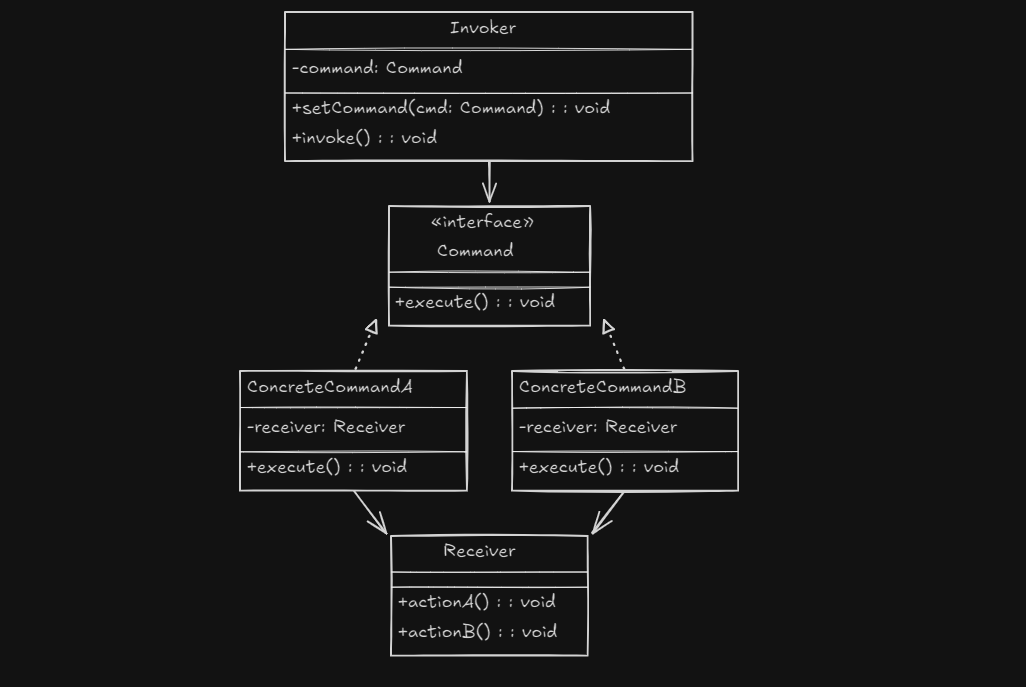 Invoker
-command: Command
+setCommand(cmd: Command) : : void
+invoke() : : void
«interface»
Command
+execute() : : void
ConcreteCommandA
-receiver: Receiver
+execute() : : void
ConcreteCommandB
-receiver: Receiver
+execute() : : void
Receiver
+actionA() : : void
+actionB() : : void